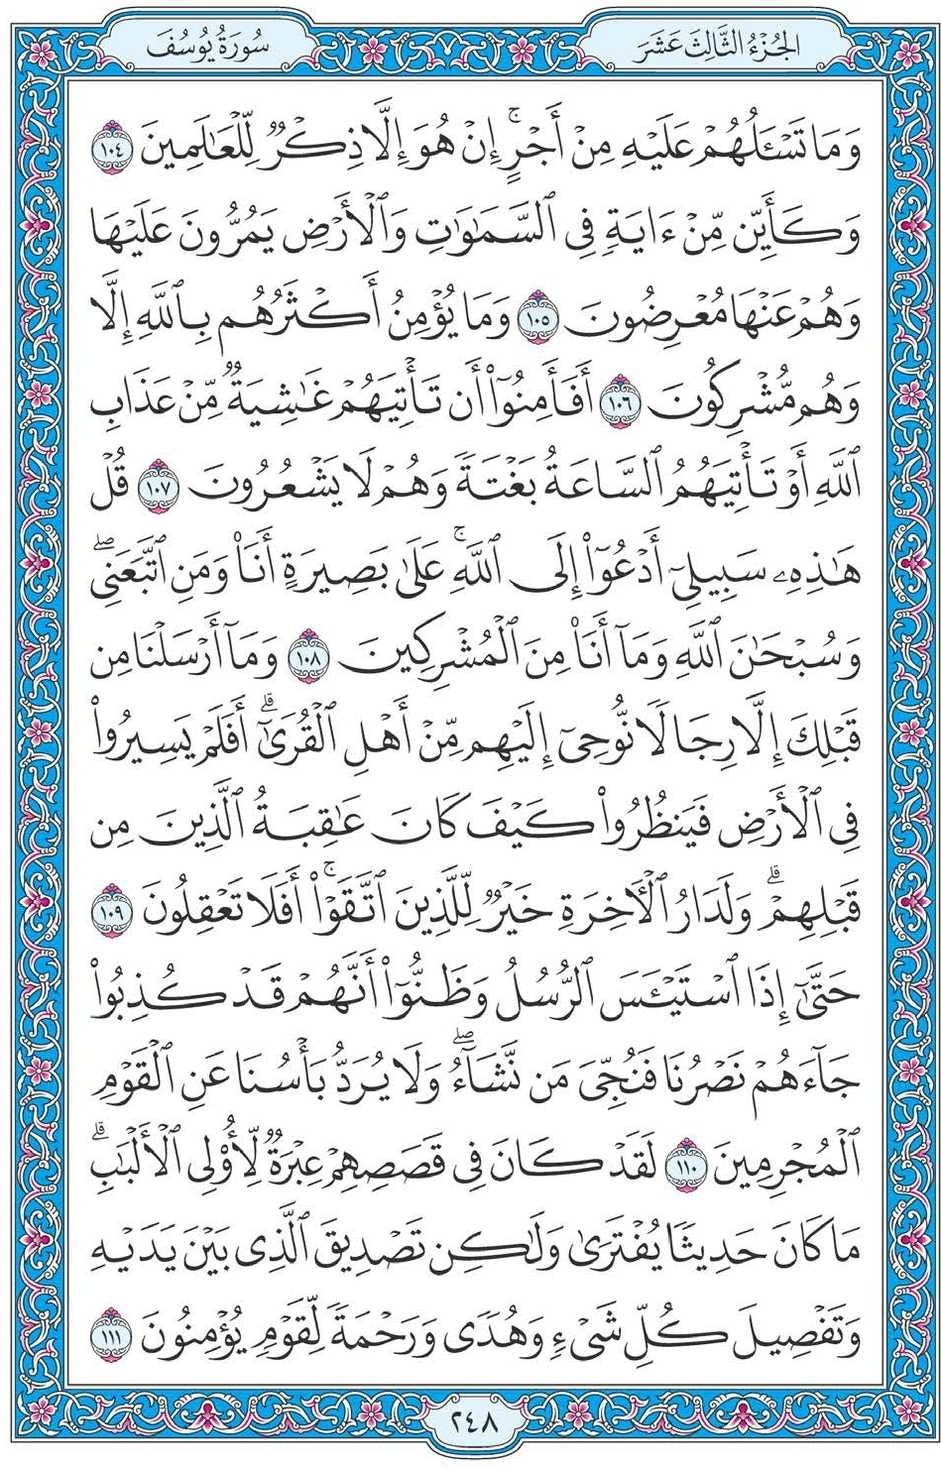 الجُزْءُ الثَّالِثَ عَشَرَ
سُورَةُ يُوسُفَ
وَمَا تَسْـَٔلُهُمْ عَلَيْهِ مِنْ أَجْرٍۚ إِنْ هُوَ إِلَّا ذِكْرٌ لِّلْعَٰلَمِينَ ١٠٤
وَكَأَيِّن مِّنْ ءَايَةٍ فِى ٱلسَّمَٰوَٰتِ وَٱلْأَرْضِ يَمُرُّونَ عَلَيْهَا
وَهُمْ عَنْهَا مُعْرِضُونَ ١٠٥ وَمَا يُؤْمِنُ أَكْثَرُهُم بِٱللَّهِ إِلَّا
وَهُم مُّشْرِكُونَ ١٠٦ أَفَأَمِنُوٓا۟ أَن تَأْتِيَهُمْ غَٰشِيَةٌ مِّنْ عَذَابِ
ٱللَّهِ أَوْ تَأْتِيَهُمُ ٱلسَّاعَةُ بَغْتَةً وَهُمْ لَا يَشْعُرُونَ ١٠٧ قُلْ
هَٰذِهِۦ سَبِيلِىٓ أَدْعُوٓا۟ إِلَى ٱللَّهِۚ عَلَىٰ بَصِيرَةٍ أَنَا۠ وَمَنِ ٱتَّبَعَنِىۖ
وَسُبْحَٰنَ ٱللَّهِ وَمَآ أَنَا۠ مِنَ ٱلْمُشْرِكِينَ ١٠٨ وَمَآ أَرْسَلْنَا مِن
قَبْلِكَ إِلَّا رِجَالًا نُّوحِىٓ إِلَيْهِم مِّنْ أَهْلِ ٱلْقُرَىٰٓۗ أَفَلَمْ يَسِيرُوا۟
فِى ٱلْأَرْضِ فَيَنظُرُوا۟ كَيْفَ كَانَ عَٰقِبَةُ ٱلَّذِينَ مِن
قَبْلِهِمْۗ وَلَدَارُ ٱلْـَٔاخِرَةِ خَيْرٌ لِّلَّذِينَ ٱتَّقَوْا۟ۚ أَفَلَا تَعْقِلُونَ ١٠٩
حَتَّىٰٓ إِذَا ٱسْتَيْـَٔسَ ٱلرُّسُلُ وَظَنُّوٓا۟ أَنَّهُمْ قَدْ كُذِبُوا۟
جَآءَهُمْ نَصْرُنَا فَنُجِّىَ مَن نَّشَآءُۖ وَلَا يُرَدُّ بَأْسُنَا عَنِ ٱلْقَوْمِ
ٱلْمُجْرِمِينَ ١١٠ لَقَدْ كَانَ فِى قَصَصِهِمْ عِبْرَةٌ لِّأُو۟لِى ٱلْأَلْبَٰبِۗ
مَا كَانَ حَدِيثًا يُفْتَرَىٰ وَلَٰكِن تَصْدِيقَ ٱلَّذِى بَيْنَ يَدَيْهِ
وَتَفْصِيلَ كُلِّ شَىْءٍ وَهُدًى وَرَحْمَةً لِّقَوْمٍ يُؤْمِنُونَ ١١١
٢٤٨